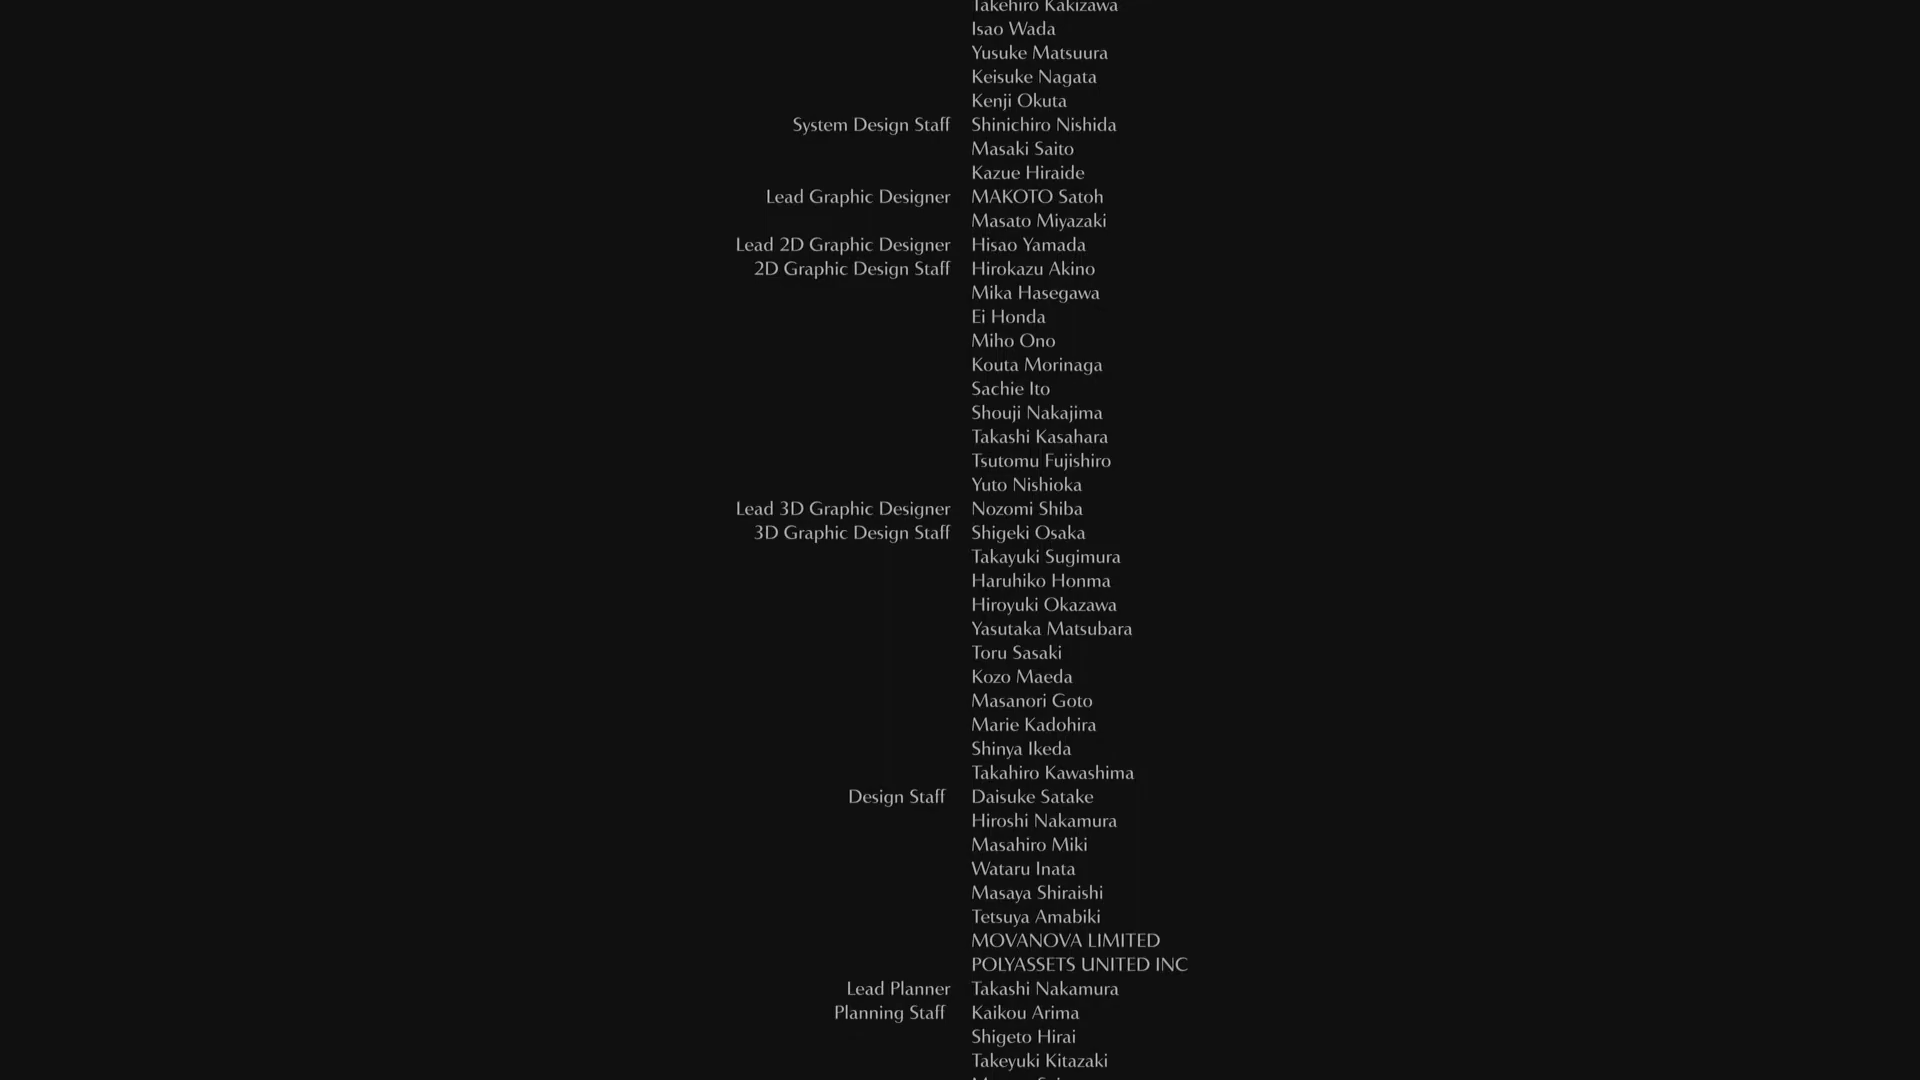 Takehiro Kakizawa
Isao Wada
Yusuke Matsuura
Keisuke Nagata
Kenji Okuta
System Design Staff Shinichiro Nishida
Masaki Saito
Kazue Hiraide
Lead Graphic Designer MAKOTO Satoh
Masato Miyazaki
Lead 2D Graphic Designer Hisao Yamada
2D Graphic Design Staff Hirokazu Akino
Mika Hasegawa
Ei Honda
Miho Ono
Kouta Morinaga
Sachie Ito
Shouji Nakajima
Takashi Kasahara
Tsutomu Fujishiro
Yuto Nishioka
Lead 3D Graphic Designer Nozomi Shiba
3D Graphic Design Staff Shigeki Osaka
Takayuki Sugimura
Haruhiko Honma
Hiroyuki Okazawa
Yasutaka Matsubara
Toru Sasaki
Kozo Maeda
Masanori Goto
Marie Kadohira
Shinya Ikeda
Takahiro Kawashima
Design Staff Daisuke Satake
Hiroshi Nakamura
Masahiro Miki
Wataru Inata
Masaya Shiraishi
Tetsuya Amabiki
MOVANOVA LIMITED
POLYASSETS UNITED INC
Lead Planner Takashi Nakamura
Planning Staff Kaikou Arima
Shigeto Hirai
Takeyuki Kitazaki